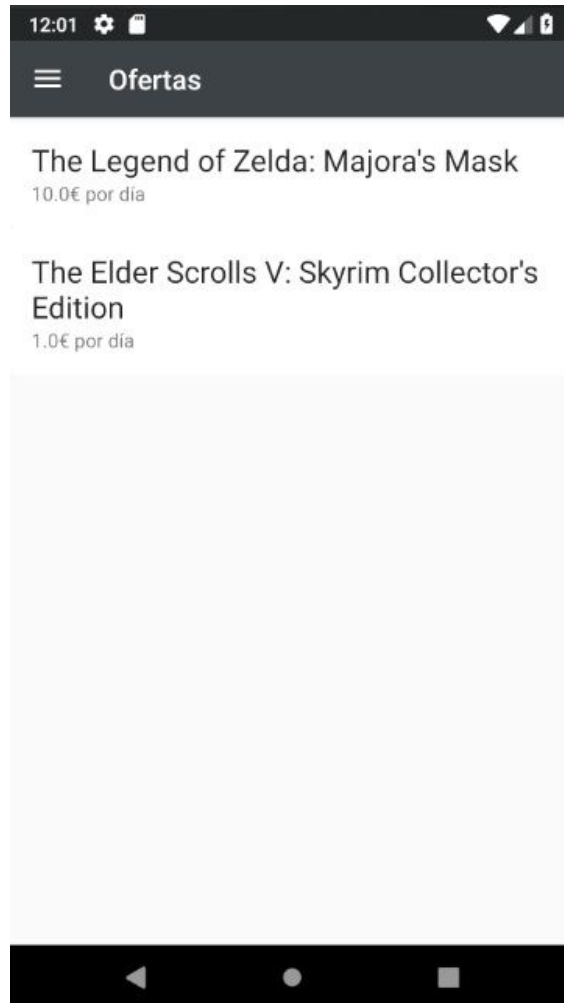 12:01
Ofertas
The Legend of Zelda: Majora's Mask
10.0€ por día
The Elder Scrolls V: Skyrim Collector's
Edition
1.0€ por día